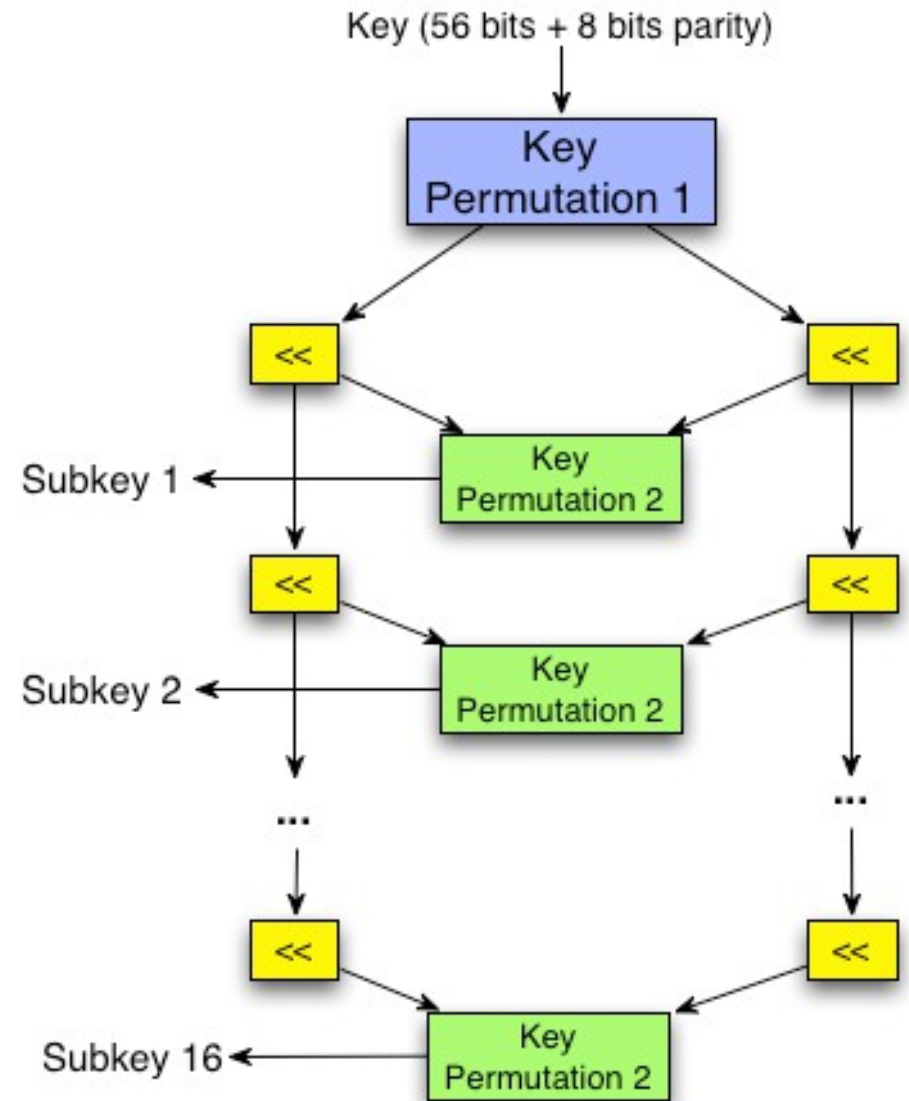 Key (56 bits + 8 bits parity)
Key
Permutation 1
<<
<<
Key
Permutation 2
Subkey 1
<<
<<
Key
Permutation 2
Subkey 2
...
...
<<
<<
Key
Permutation 2
Subkey 16